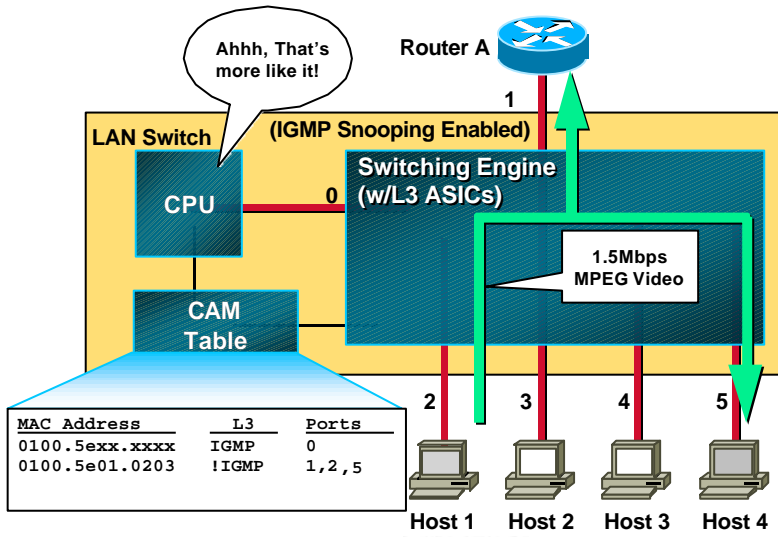 Ahhh, That's
more like it!
Router A
1
LAN Switch
(IGMP Snooping Enabled)
Switching Engine
(w/L3 ASICs)
CPU
0
1.5Mbps
MPEG Video
CAM
Table
2
3
4
5
MAC Address L3 Ports
0100.5exx.xxxx IGMP 0
0100.5e01.0203 !IGMP 1,2,5
Host 1
Host 2
Host 3
Host 4